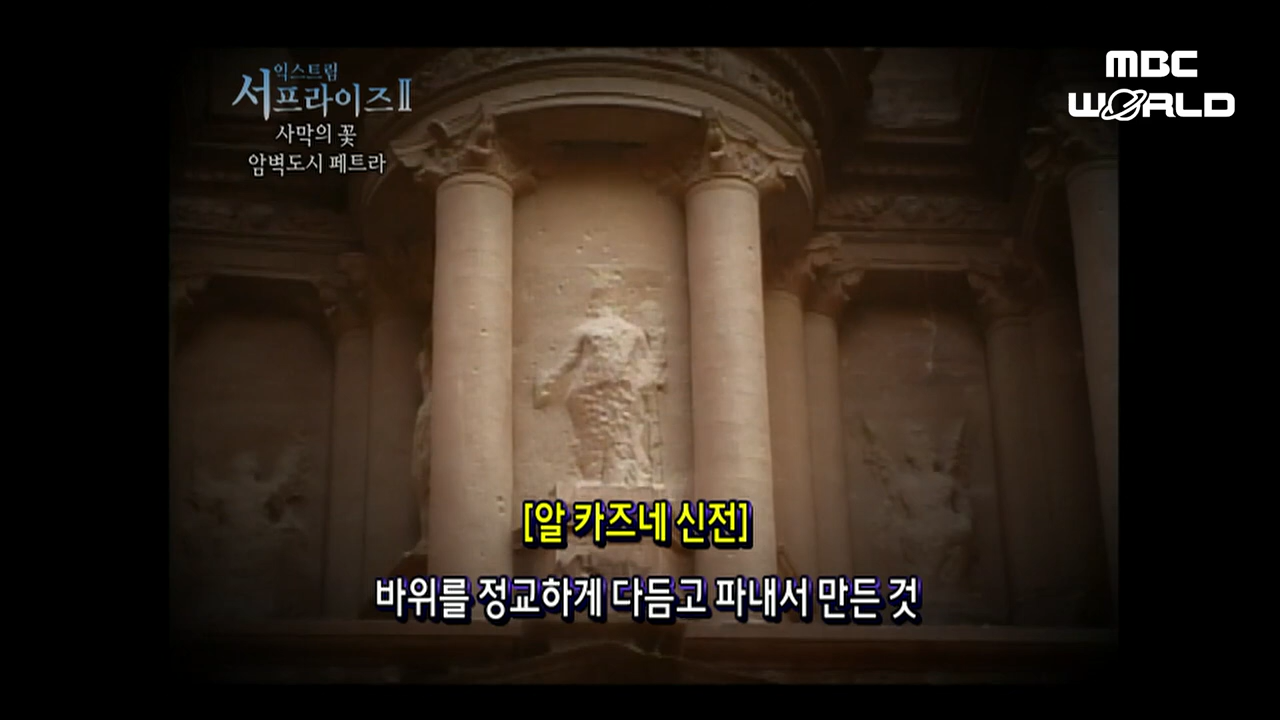 익스트림
서프라이즈Ⅱ
사막의 꽃
암벽도시 페트라
MBC
WORLD
[알 카즈네 신전]
바위를 정교하게 다듬고 파내서 만든 것